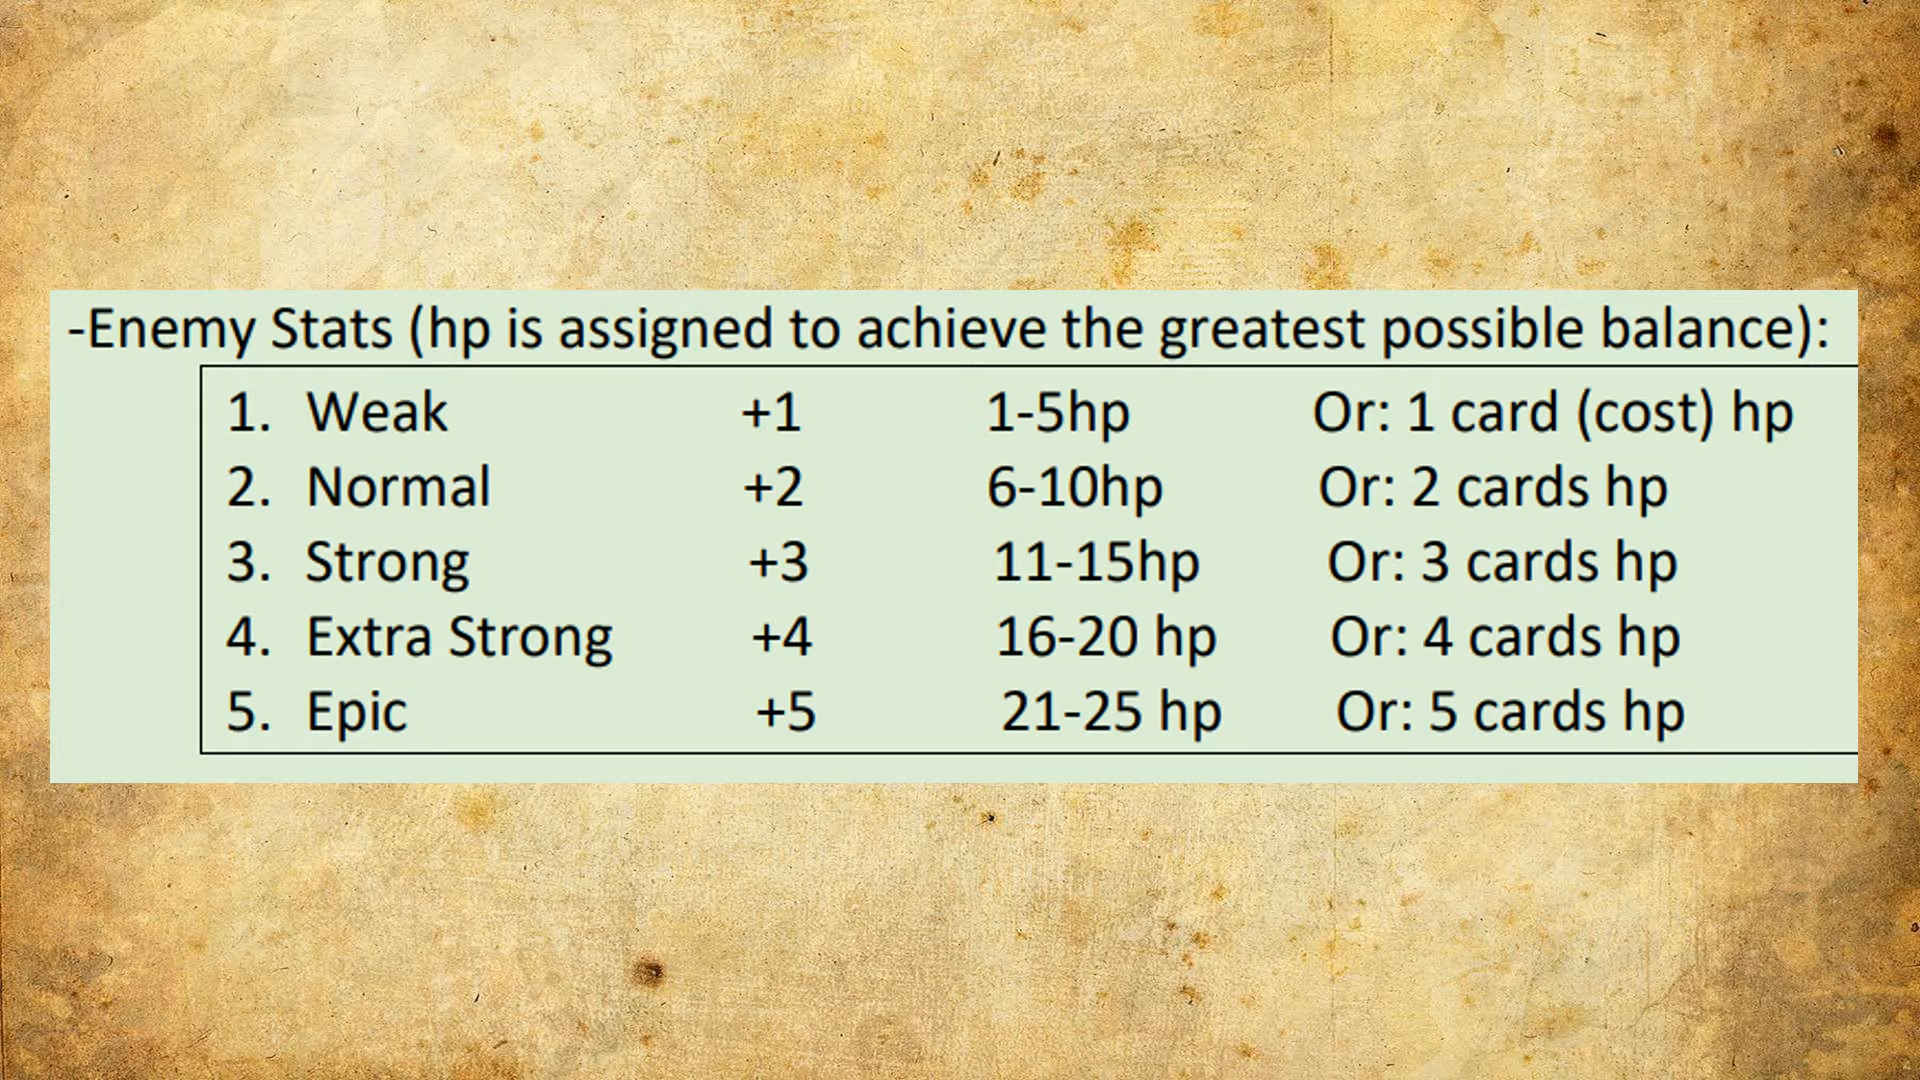 -Enemy Stats (hp is assigned to achieve the greatest possible balance):
1. Weak +1 1-5hp Or: 1 card (cost) hp
2. Normal +2 6-10hp Or: 2 cards hp
3. Strong +3 11-15hp Or: 3 cards hp
4. Extra Strong +4 16-20 hp Or: 4 cards hp
5. Epic +5 21-25 hp Or: 5 cards hp